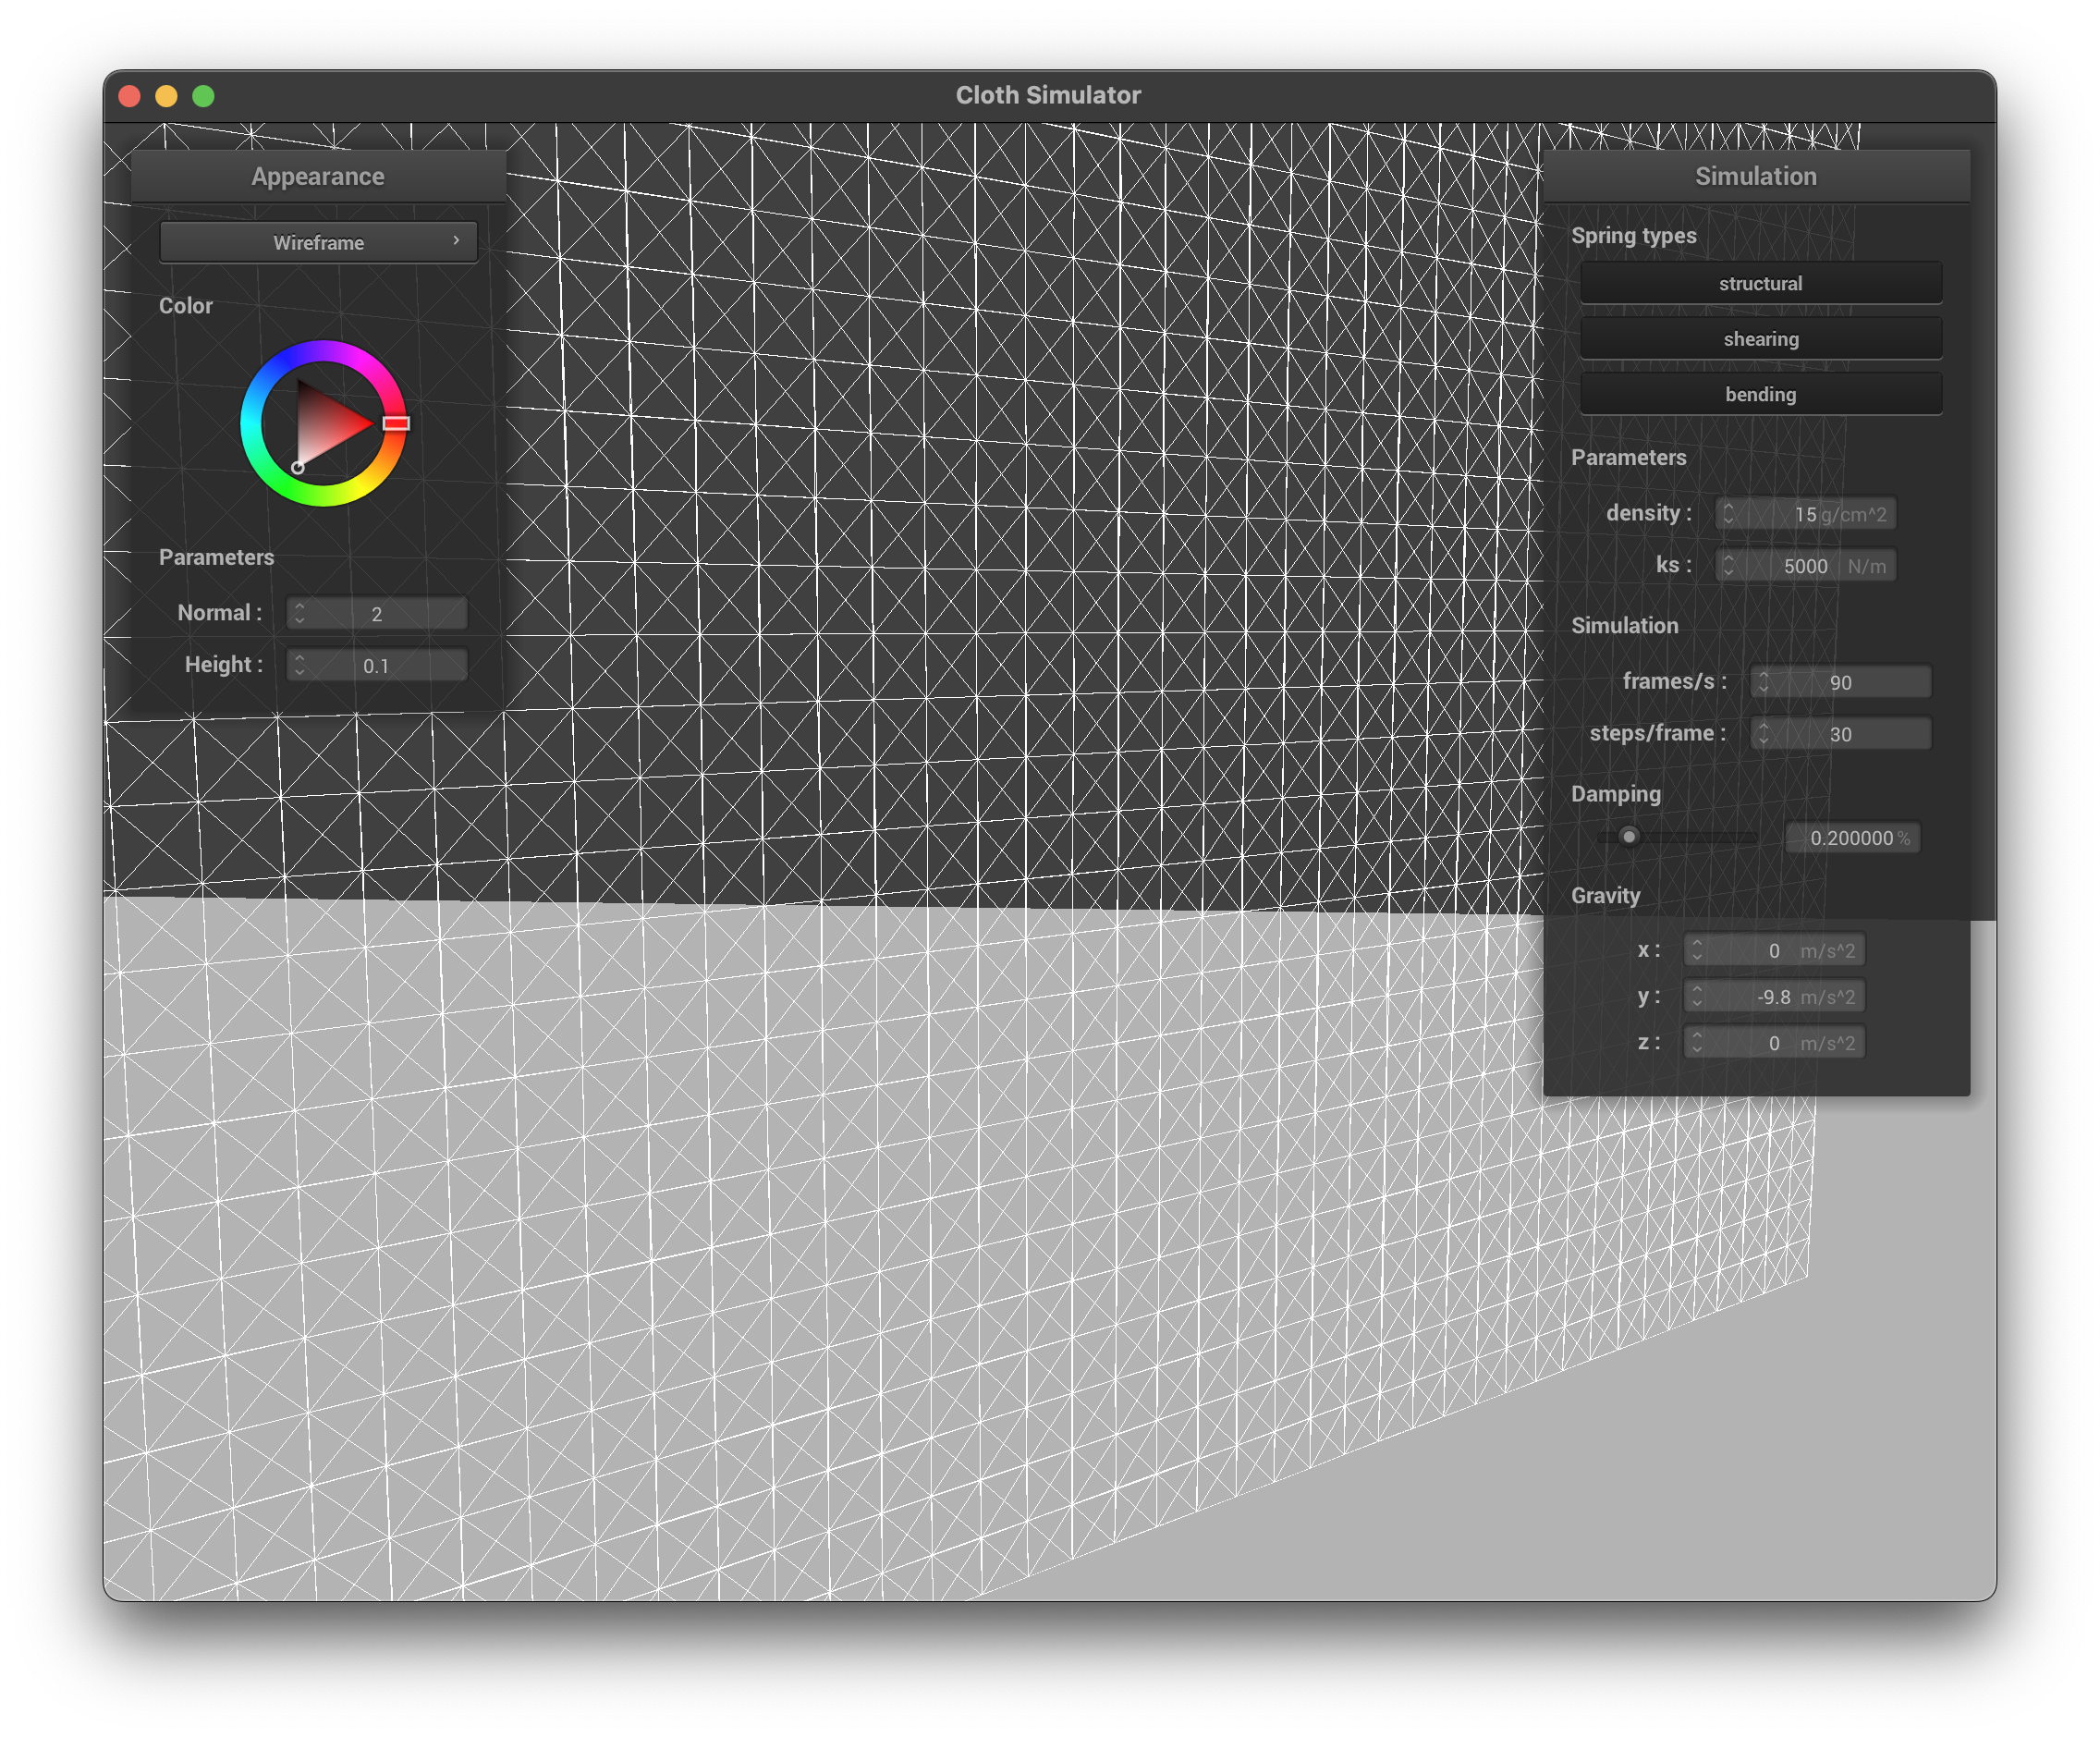 Cloth Simulator
Appearance
Wireframe
Color
Parameters
Normal : 2
Height : 0.1
Simulation
Spring types
structural
shearing
bending
Parameters
density : 15 g/cm^2
ks : 5000 N/m
Simulation
frames/s : 90
steps/frame : 30
Damping
0.200000 %
Gravity
x : 0 m/s^2
y : -9.8 m/s^2
z : 0 m/s^2